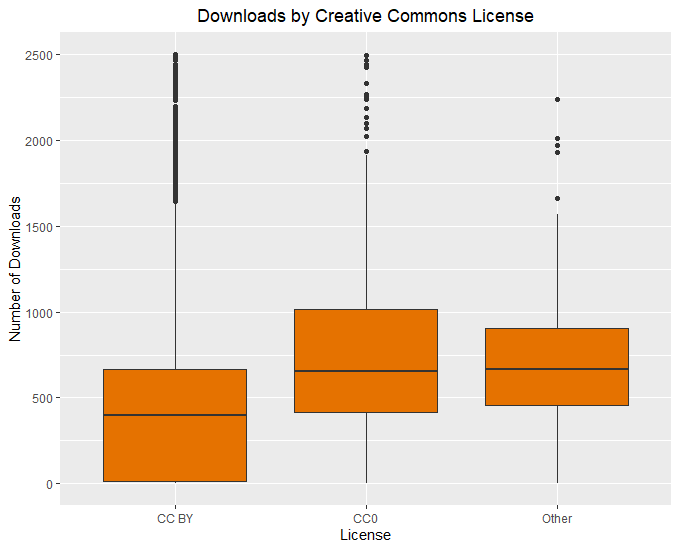 Downloads by Creative Commons License
Number of Downloads
2500
2000
1500
1000
500
0
CC BY
CC0
Other
License